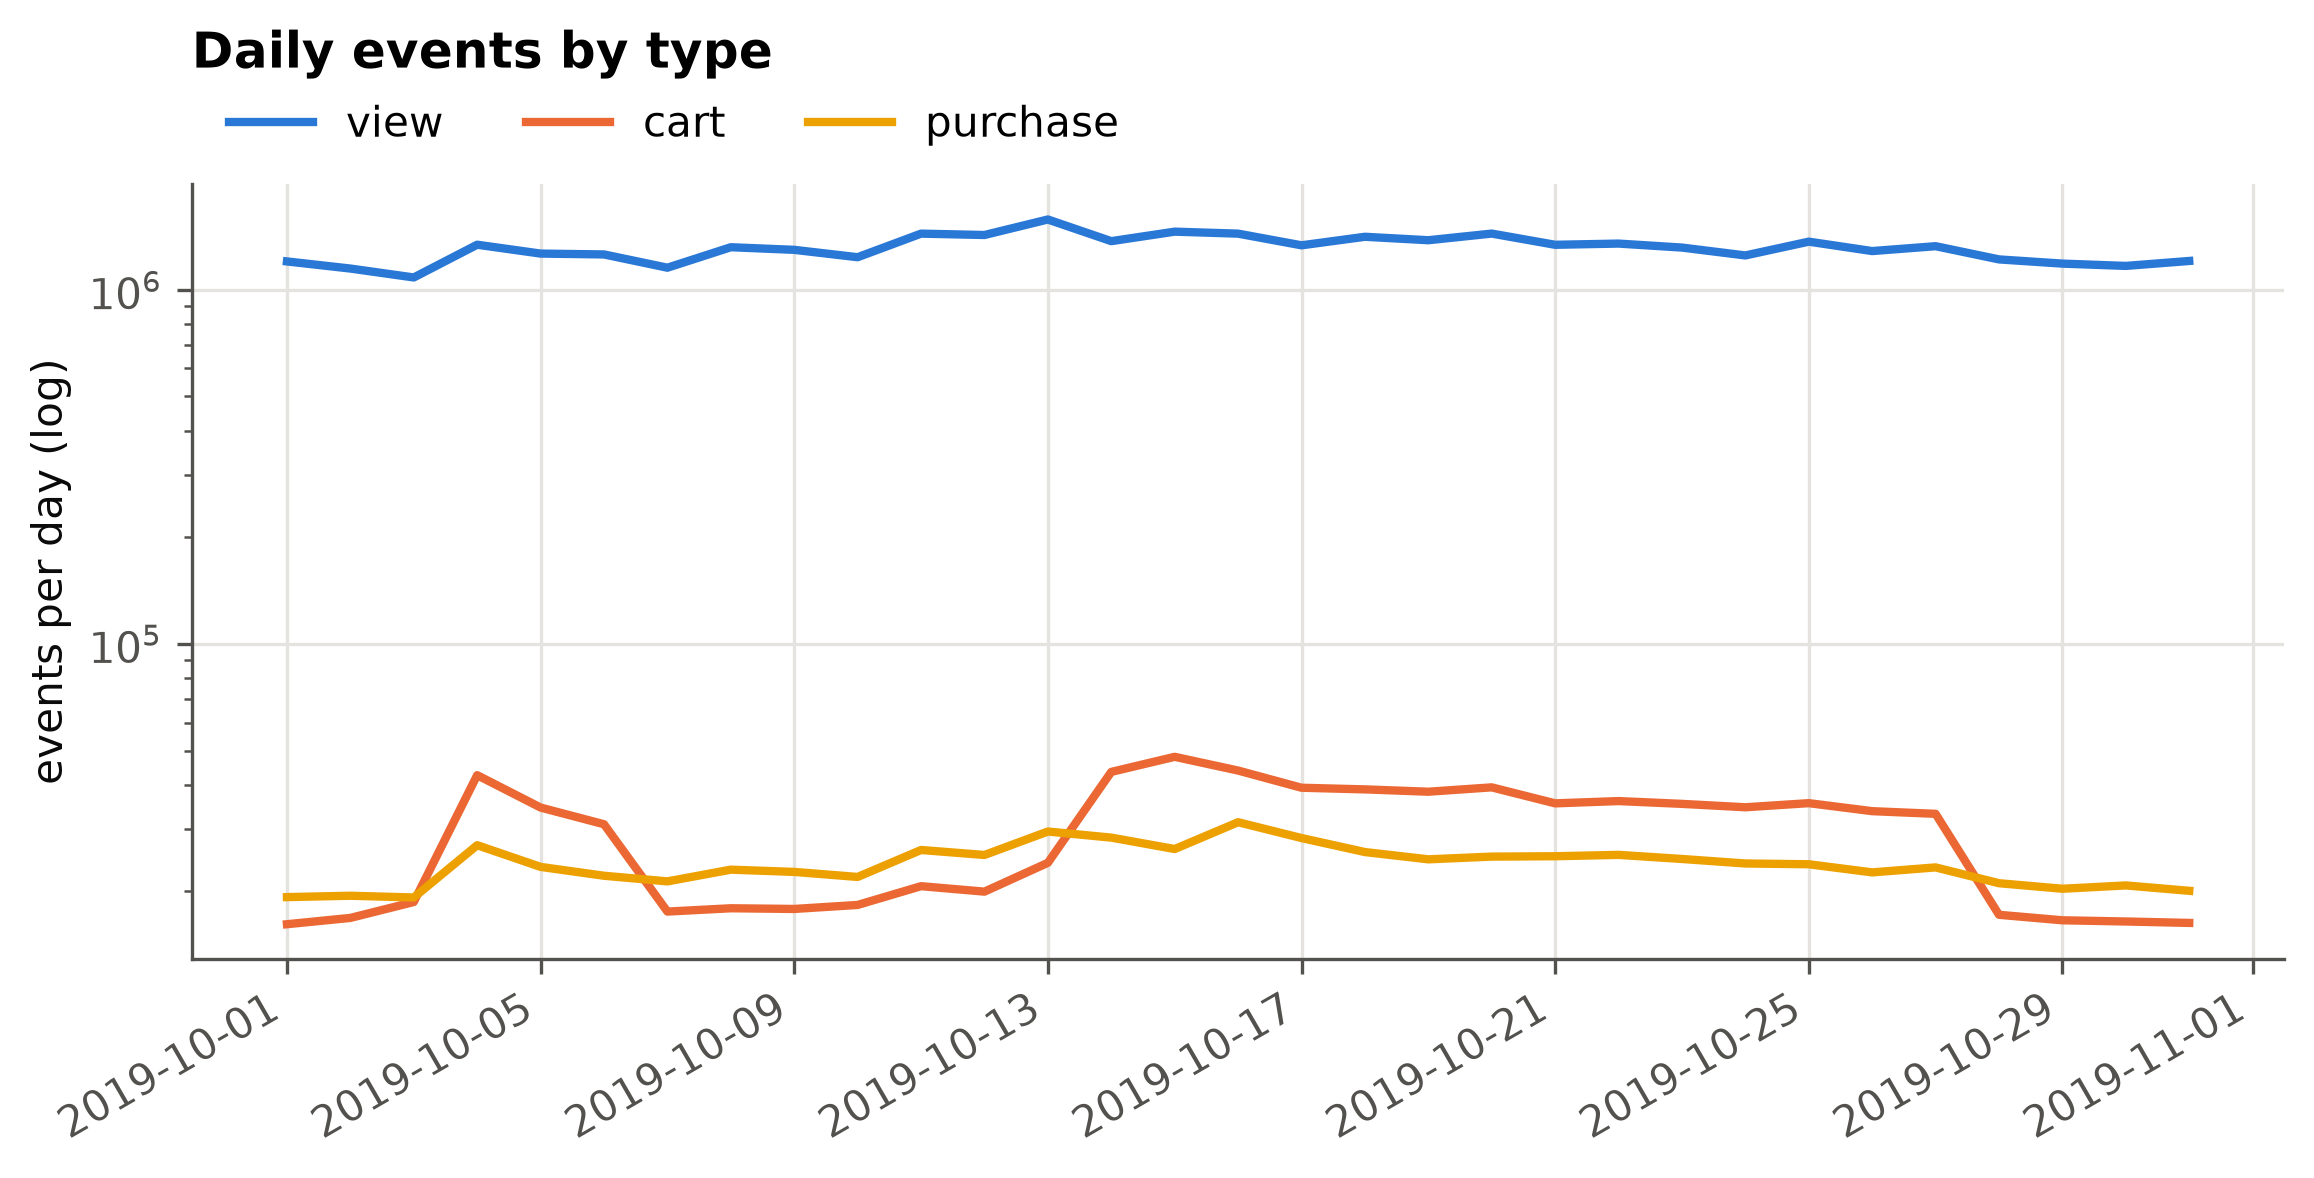 Daily events by type
view cart purchase
events per day (log)
10⁶
10⁵
2019-10-01 2019-10-05 2019-10-09 2019-10-13 2019-10-17 2019-10-21 2019-10-25 2019-10-29 2019-11-01